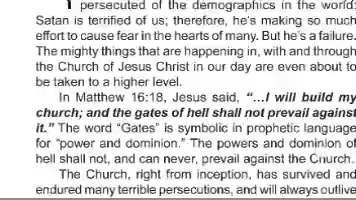 persecuted of the demographics in the world:
Satan is terrified of us; therefore, he's making so much
effort to cause fear in the hearts of many. But he's a failure.
The mighty things that are happening in, with and through
the Church of Jesus Christ in our day are even about to
be taken to a higher level.
In Matthew 16:18, Jesus said, "...I will build my
church; and the gates of hell shall not prevail against
it." The word "Gates" is symbolic in prophetic language
for "power and dominion." The powers and dominion of
hell shall not, and can never, prevail against the Church.
The Church, right from inception, has survived and
endured many terrible persecutions, and will always outlive